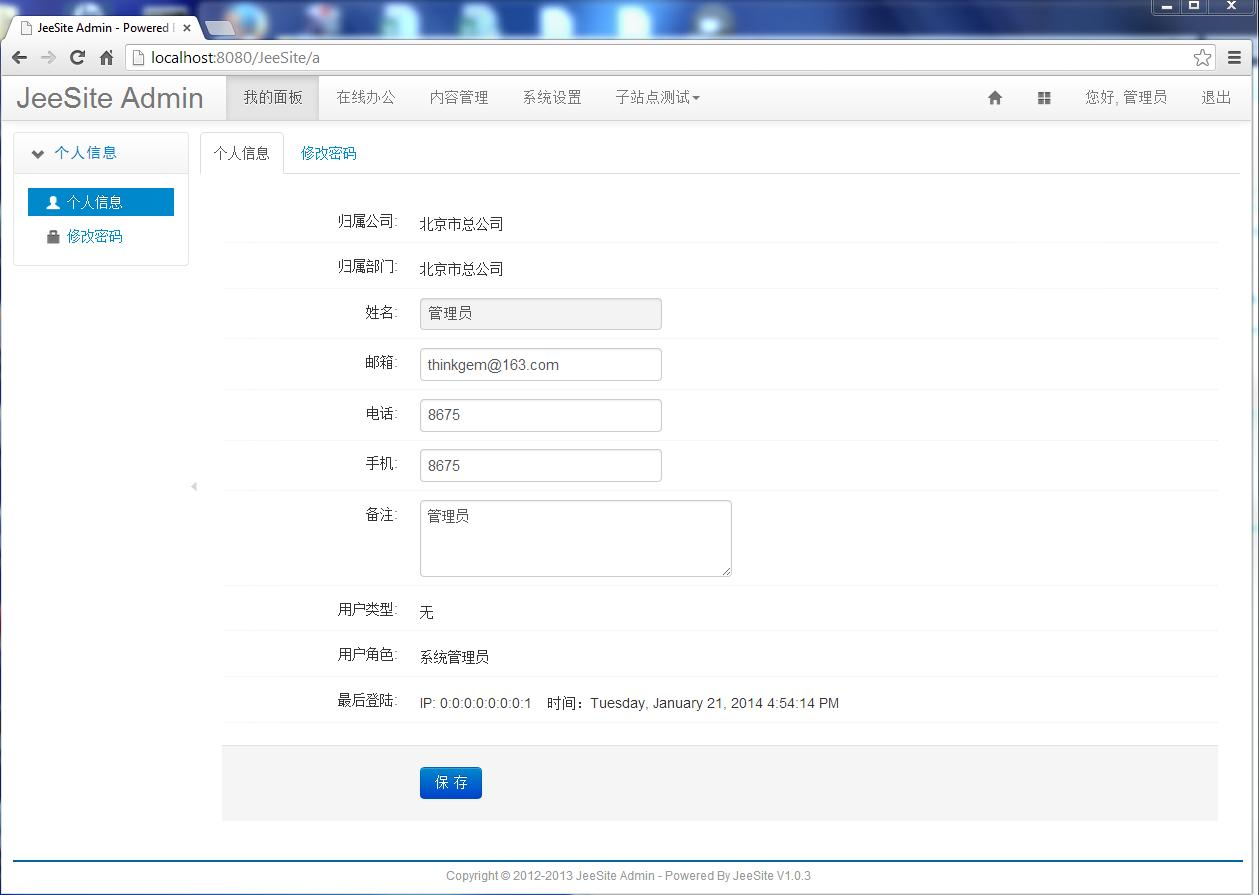 JeeSite Admin - Powered
localhost:8080/JeeSite/a
JeeSite Admin 我的面板 在线办公 内容管理 系统设置 子站点测试 您好, 管理员 退出
个人信息
个人信息
修改密码
个人信息 修改密码
归属公司: 北京市总公司
归属部门: 北京市总公司
姓名: 管理员
邮箱: thinkgem@163.com
电话: 8675
手机: 8675
备注: 管理员
用户类型: 无
用户角色: 系统管理员
最后登陆: IP: 0:0:0:0:0:0:0:1 时间：Tuesday, January 21, 2014 4:54:14 PM
保 存
Copyright © 2012-2013 JeeSite Admin - Powered By JeeSite V1.0.3